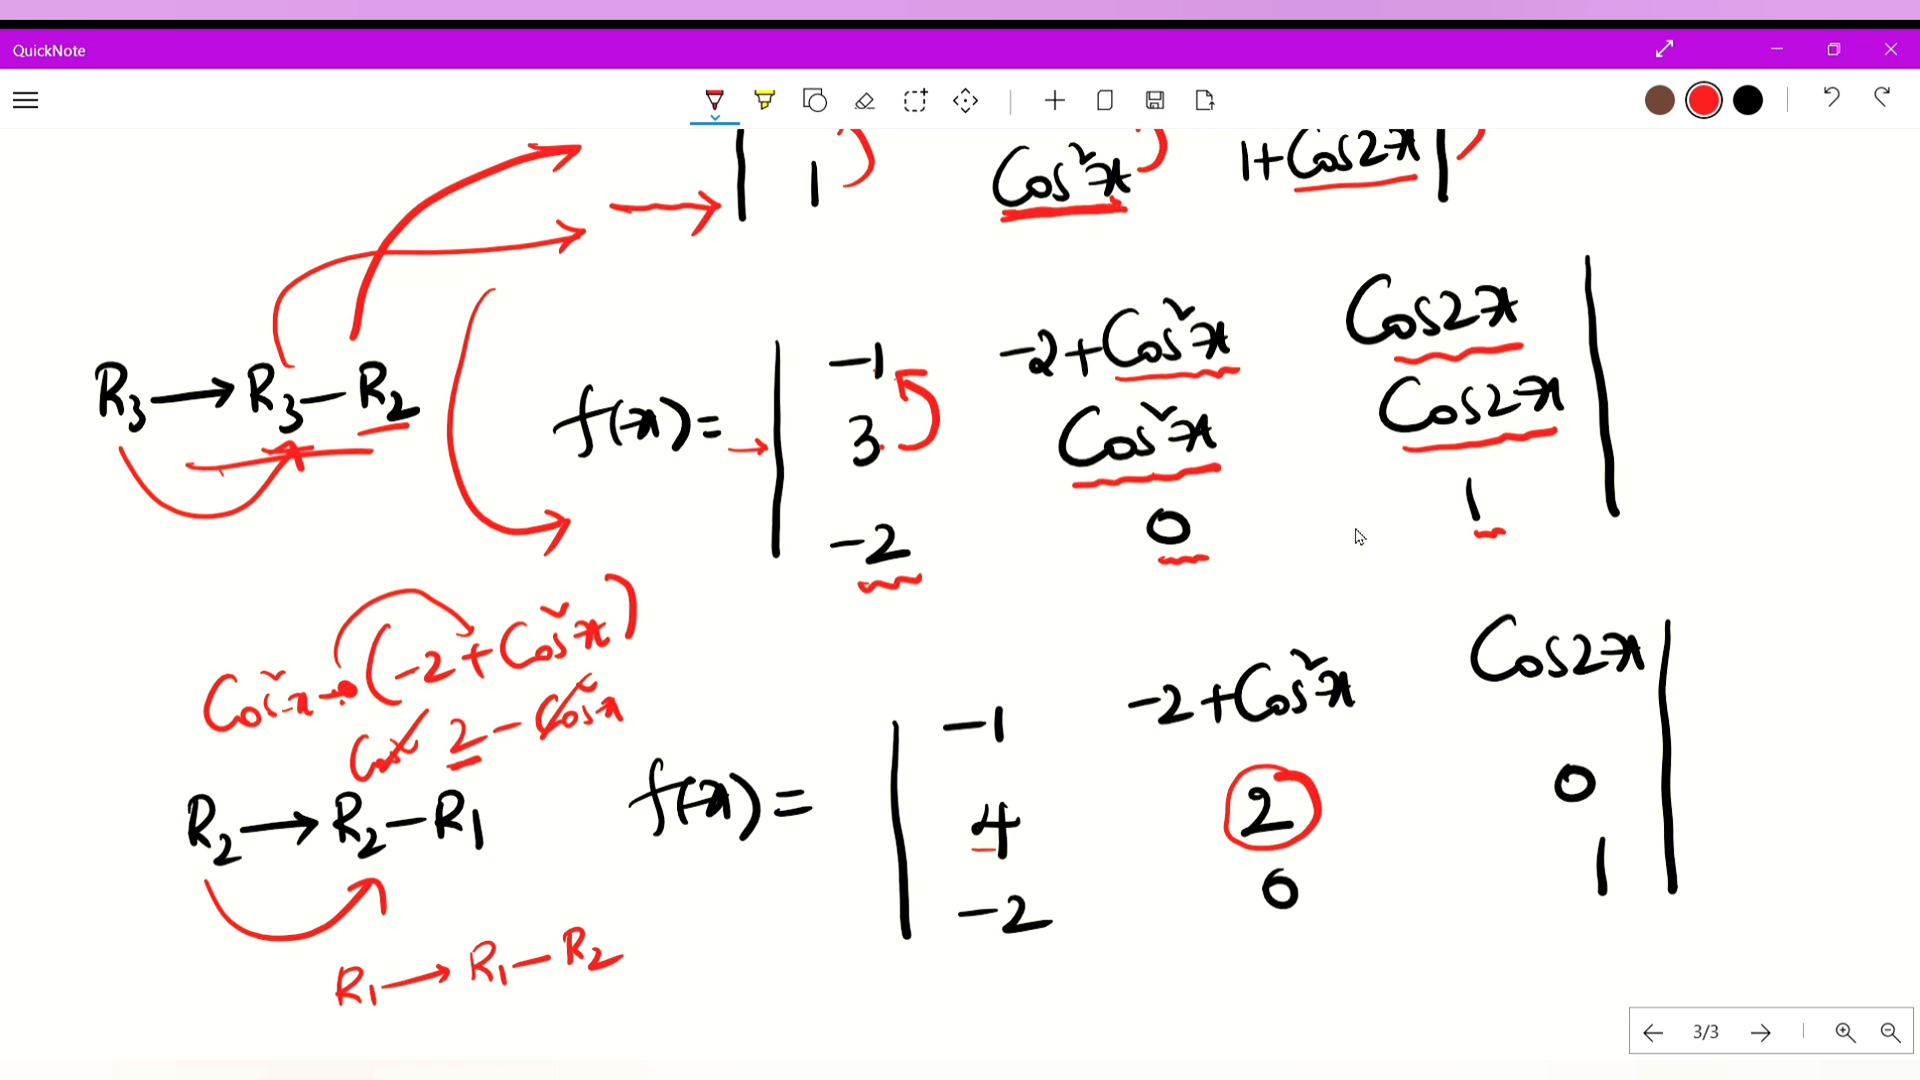 QuickNote
1 Cos²x 1+Cos2x
-1 -2+Cos²x Cos2x
R₃→R₃-R₂ f(x)= 3 Cos²x Cos2x
-2 0 1
Cos²x-(-2+Cos²x)
Cos²x 2-Cos²x
-1 -2+Cos²x Cos2x
R₂→R₂-R₁ f(x)= 4 2 0
-2 0 1
R₁→R₁-R₂
3/3